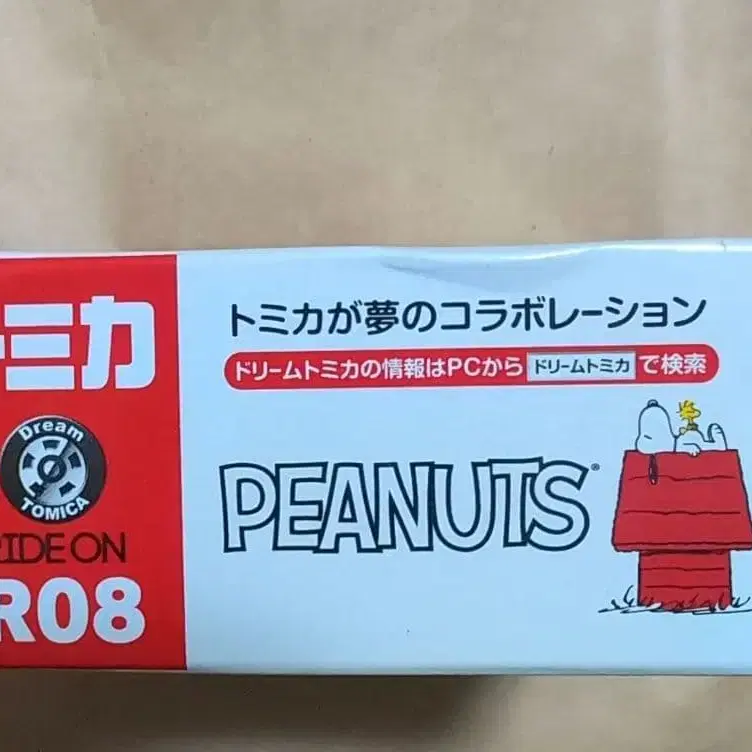 トミカ
Dream
TOMICA
RIDE ON
R08
トミカが夢のコラボレーション
ドリームトミカの情報はPCから ドリームトミカ で検索
PEANUTS®